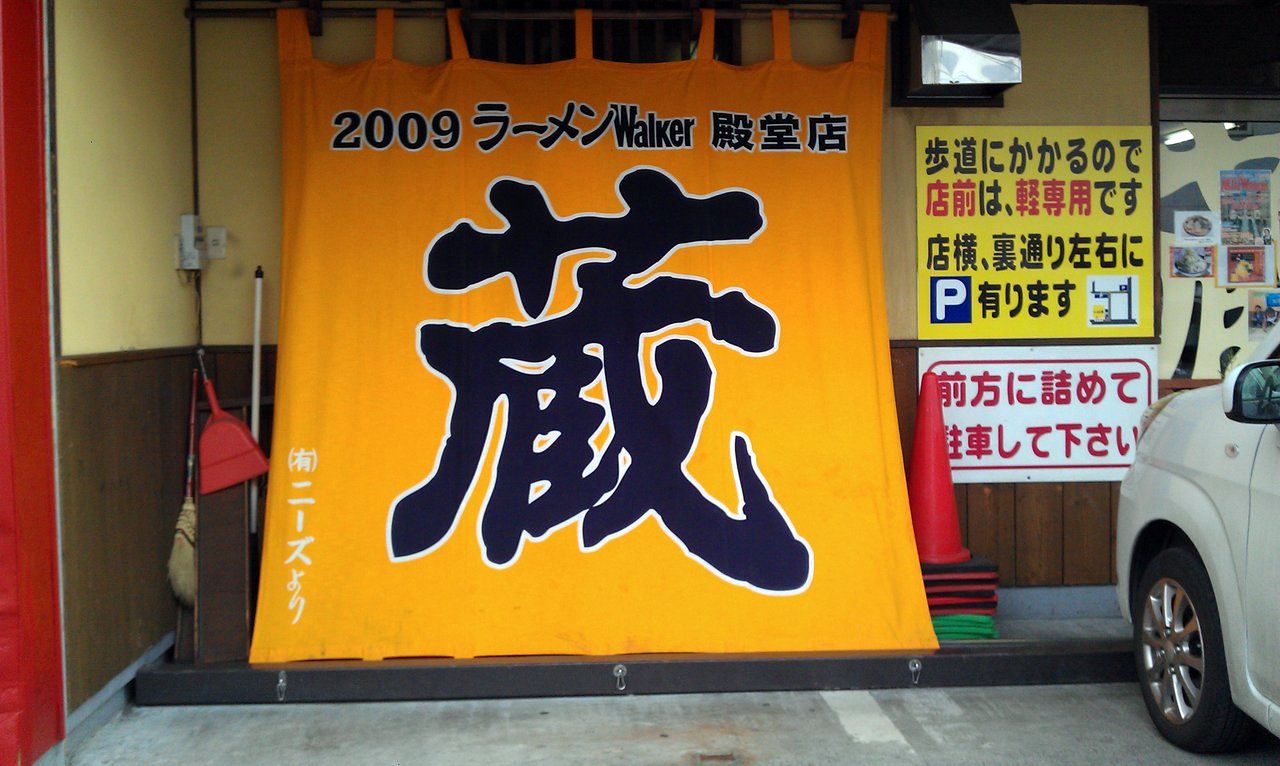 2009 ラーメンWalker 殿堂店
蔵
㈲ニーズより
歩道にかかるので
店前は、軽専用です
店横、裏通り左右に
P 有ります
前方に詰めて
駐車して下さい